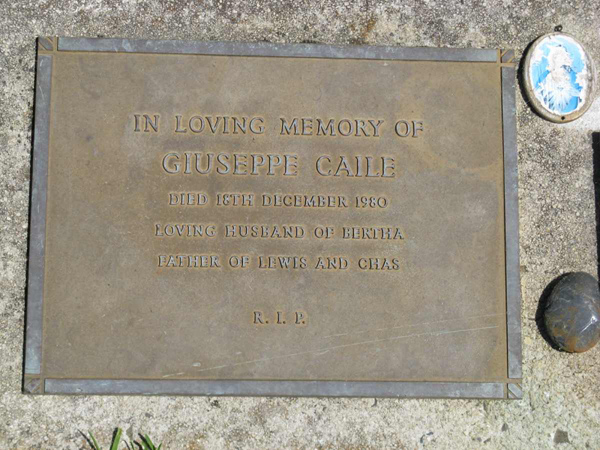 IN LOVING MEMORY OF
GIUSEPPE CAILE
DIED 18TH DECEMBER 1980
LOVING HUSBAND OF BERTHA
FATHER OF LEWIS AND CHAS
R. I. P.